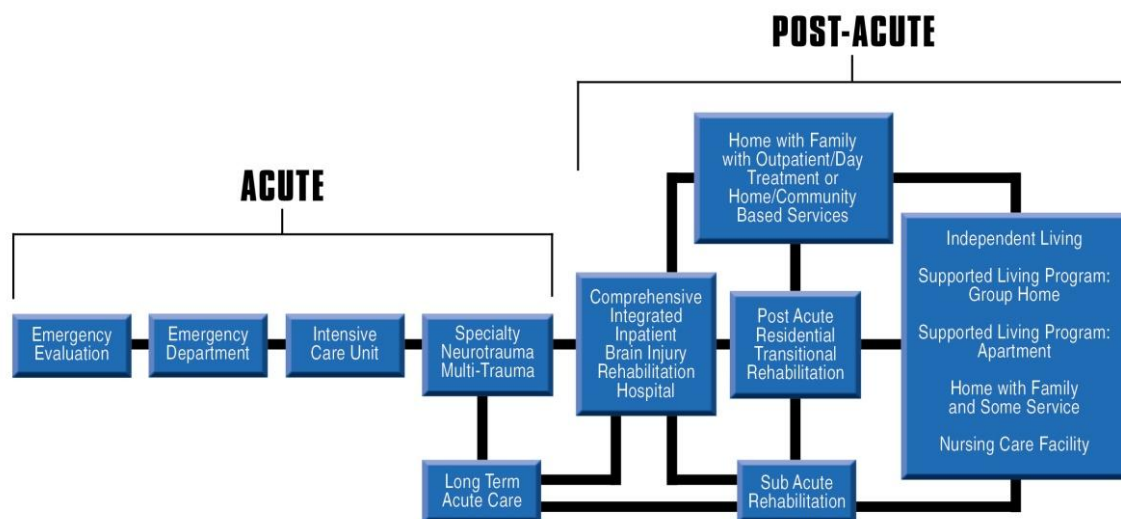 POST-ACUTE
ACUTE
Emergency
Evaluation
Emergency
Department
Intensive
Care Unit
Specialty
Neurotrauma
Multi-Trauma
Long Term
Acute Care
Comprehensive
Integrated
Inpatient
Brain Injury
Rehabilitation
Hospital
Home with Family
with Outpatient/Day
Treatment or
Home/Community
Based Services
Post Acute
Residential
Transitional
Rehabilitation
Sub Acute
Rehabilitation
Independent Living
Supported Living Program:
Group Home
Supported Living Program:
Apartment
Home with Family
and Some Service
Nursing Care Facility